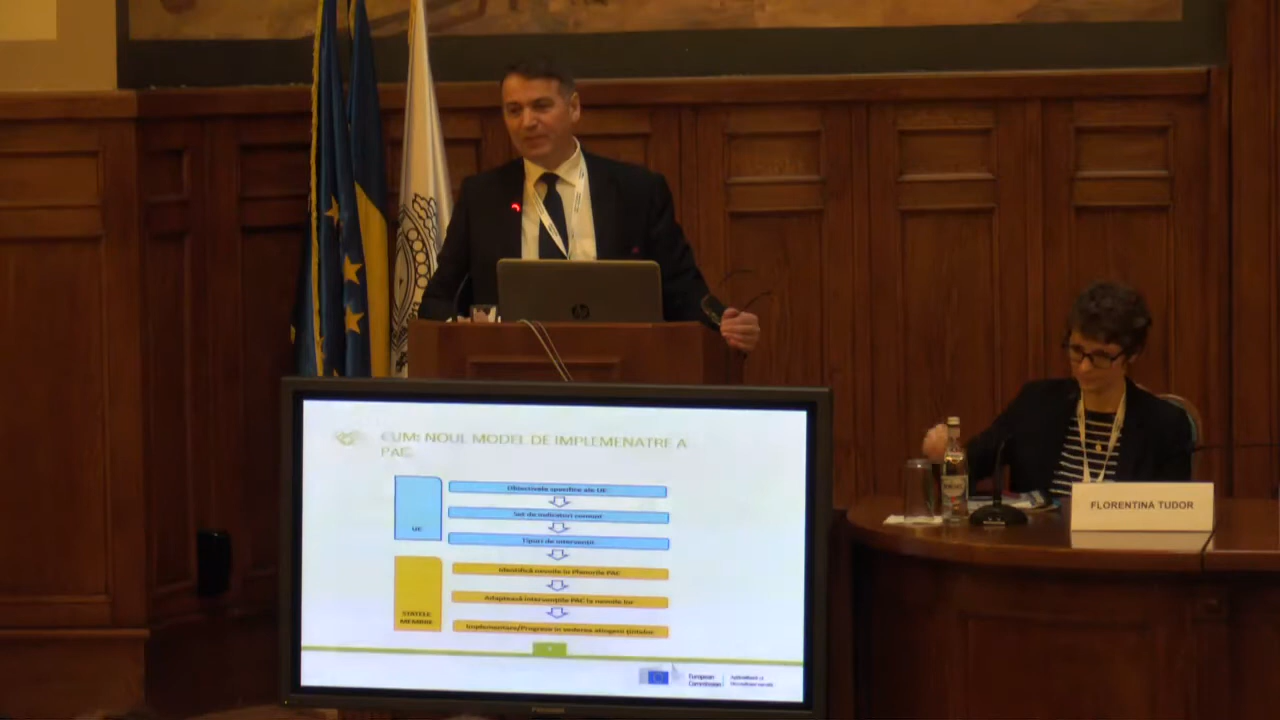 CUM: NOUL MODEL DE IMPLEMENATRE A
PAC
UE
Obiectivele specifice ale UE
Set de indicatori comuni
Tipuri de intervenții
STATELE
MEMBRE
Identifică nevoile în Planurile PAC
Adaptează intervențiile PAC la nevoile lor
Implementare/Progrese în vederea atingerii țintelor
European
Commission
FLORENTINA TUDOR
hp